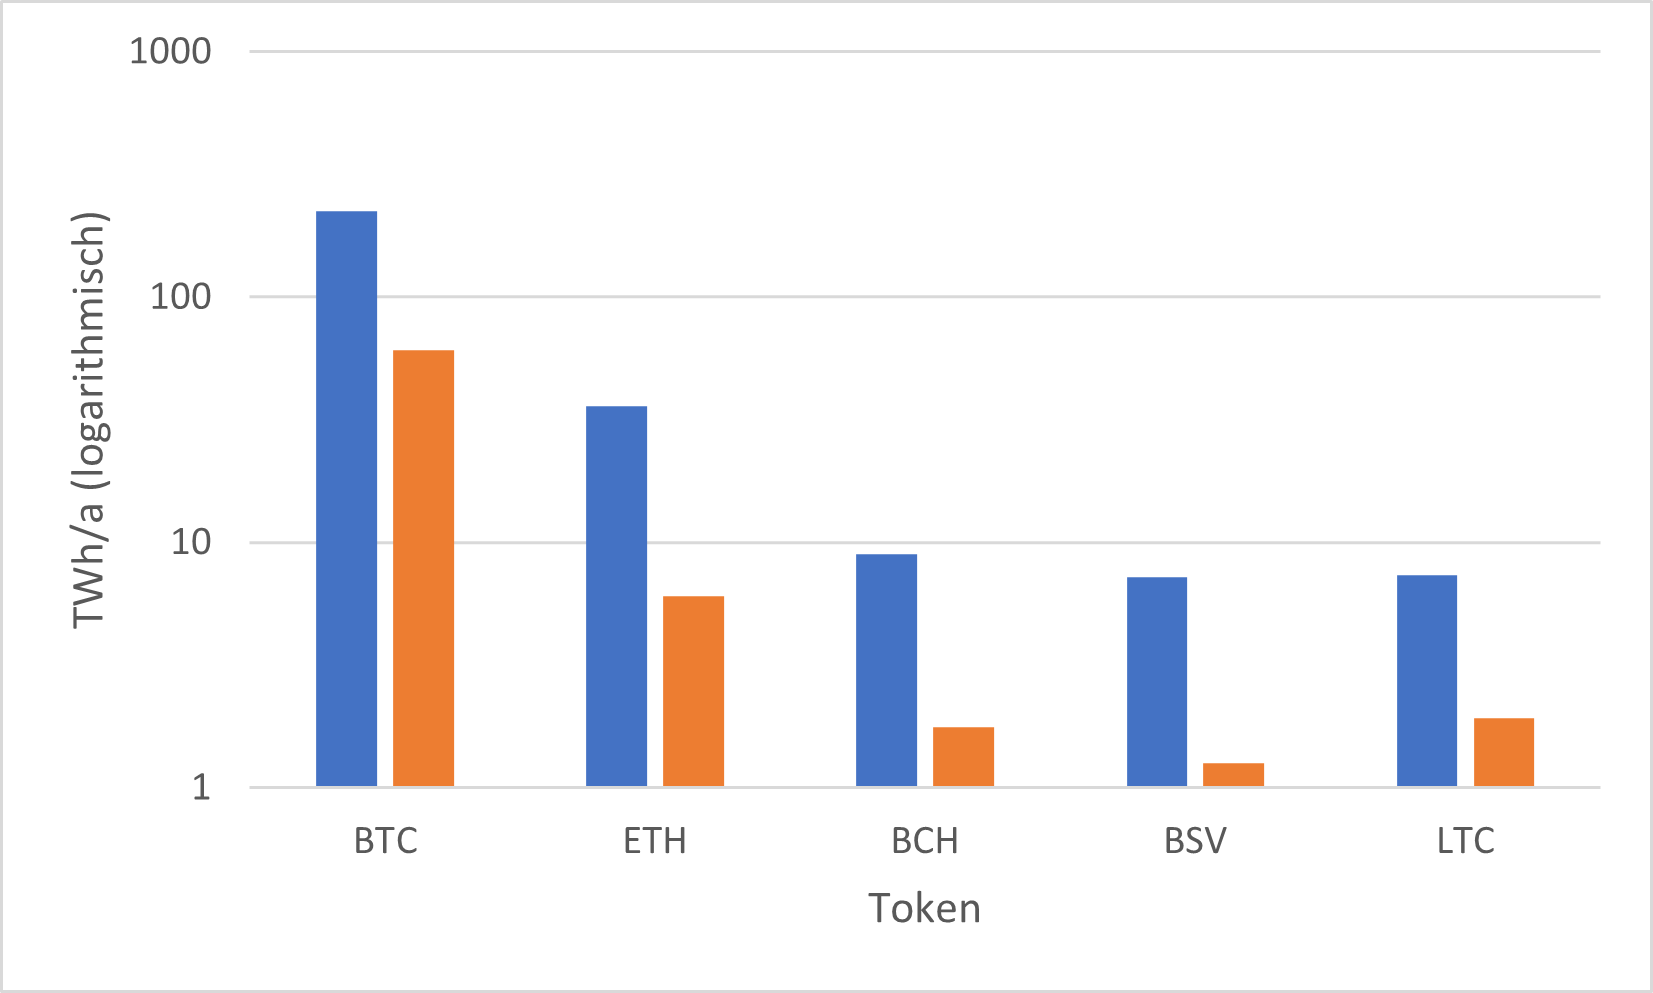 1000
100
10
1
TWh/a (logarithmisch)
BTC ETH BCH BSV LTC
Token